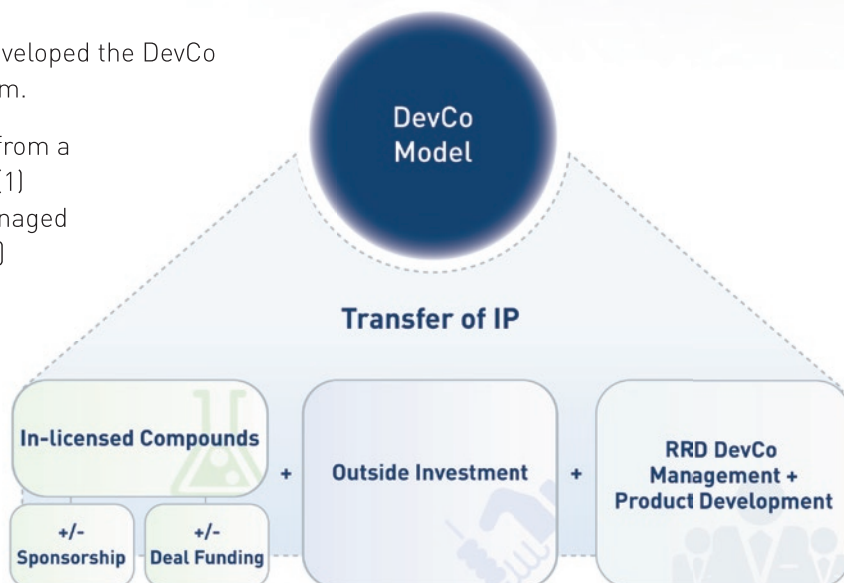 veloped the DevCo
m.
from a
(1)
naged
)
DevCo
Model
Transfer of IP
In-licensed Compounds
+/-
Sponsorship
+/-
Deal Funding
+
Outside Investment
+
RRD DevCo
Management +
Product Development